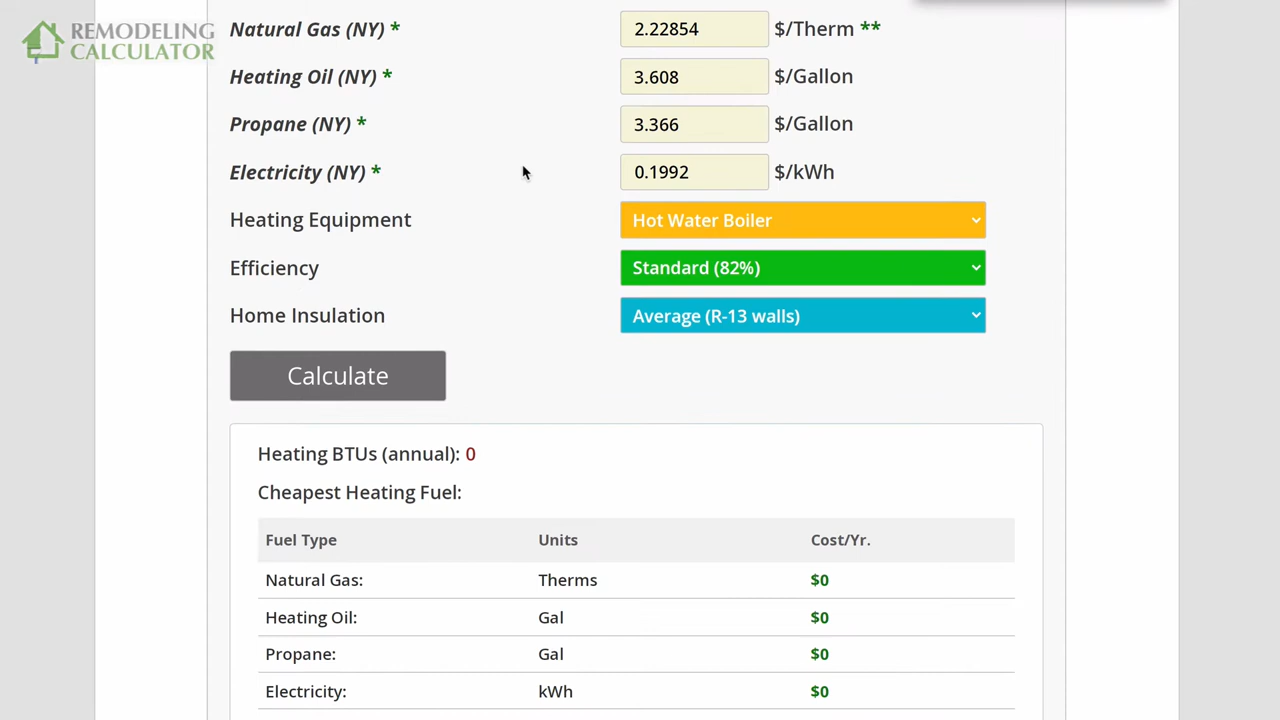 REMODELING
CALCULATOR
Natural Gas (NY) * 2.22854 $/Therm **
Heating Oil (NY) * 3.608 $/Gallon
Propane (NY) * 3.366 $/Gallon
Electricity (NY) * 0.1992 $/kWh
Heating Equipment Hot Water Boiler
Efficiency Standard (82%)
Home Insulation Average (R-13 walls)
Calculate
Heating BTUs (annual): 0
Cheapest Heating Fuel:
Fuel Type Units Cost/Yr.
Natural Gas: Therms $0
Heating Oil: Gal $0
Propane: Gal $0
Electricity: kWh $0